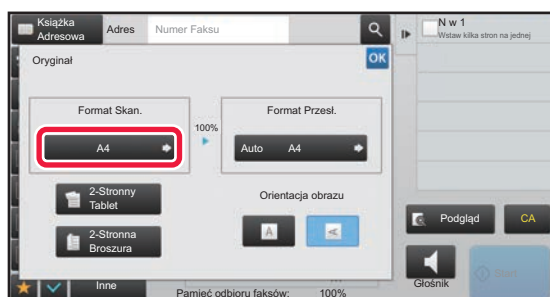 Książka
Adresowa
Adres
Numer Faksu
N w 1
Wstaw kilka stron na jednej
Oryginał
OK
Format Skan.
Format Przesł.
100%
A4
Auto A4
2-Stronny
Tablet
Orientacja obrazu
2-Stronna
Broszura
A
A
Podgląd
CA
Głośnik
Start
Inne
Pamięć odbioru faksów: 100%